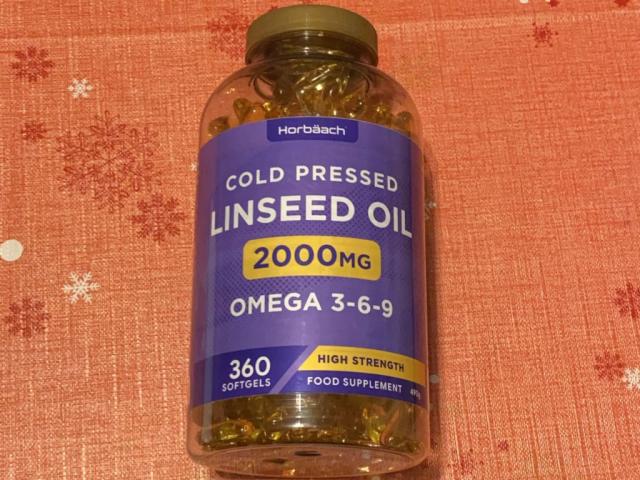 Horbäach
COLD PRESSED
LINSEED OIL
2000MG
OMEGA 3-6-9
360
SOFTGELS
HIGH STRENGTH
FOOD SUPPLEMENT